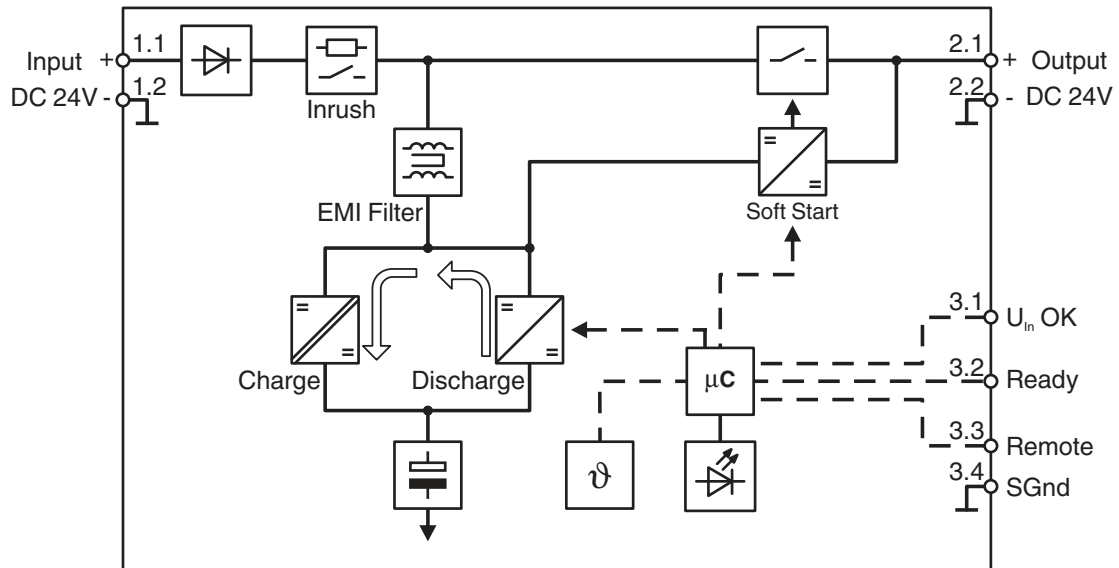 Input + 1.1 2.1 + Output
DC 24V - 1.2 2.2 - DC 24V
Inrush
= =
EMI Filter Soft Start
= = = = 3.1 U_In OK
Charge Discharge µC 3.2 Ready
3.3 Remote
ϑ 3.4 SGnd